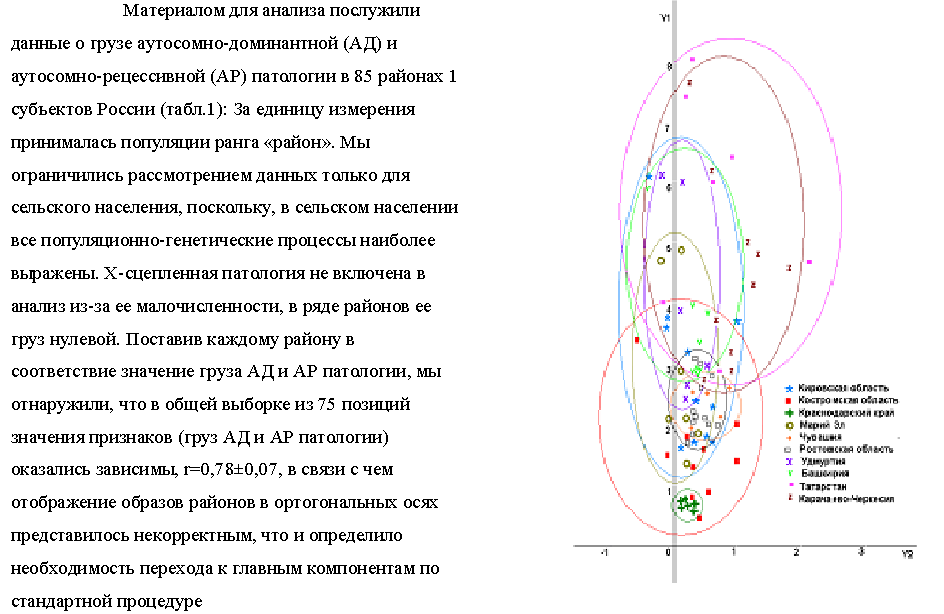 Материалом для анализа послужили
данные о грузе аутосомно-доминантной (АД) и
аутосомно-рецессивной (АР) патологии в 85 районах 1
субъектов России (табл.1): За единицу измерения
принималась популяции ранга «район». Мы
ограничились рассмотрением данных только для
сельского населения, поскольку, в сельском населении
все популяционно-генетические процессы наиболее
выражены. Х-сцепленная патология не включена в
анализ из-за ее малочисленности, в ряде районов ее
груз нулевой. Поставив каждому району в
соответствие значение груза АД и АР патологии, мы
отнаружили, что в общей выборке из 75 позиций
значения признаков (груз АД и АР патологии)
оказались зависимы, r=0,78±0,07, в связи с чем
отображение образов районов в ортогональных осях
представилось некорректным, что и определило
необходимость перехода к главным компонентам по
стандартной процедуре
Y1
8
7
6
5
4
3
2
1
-1 0 1 2 3 Y2
Кировская область
Костромская область
Краснодарский край
Марий Эл
Чувашия
Ростовская область
Удмуртия
Башкирия
Татарстан
Карачаево-Черкесия